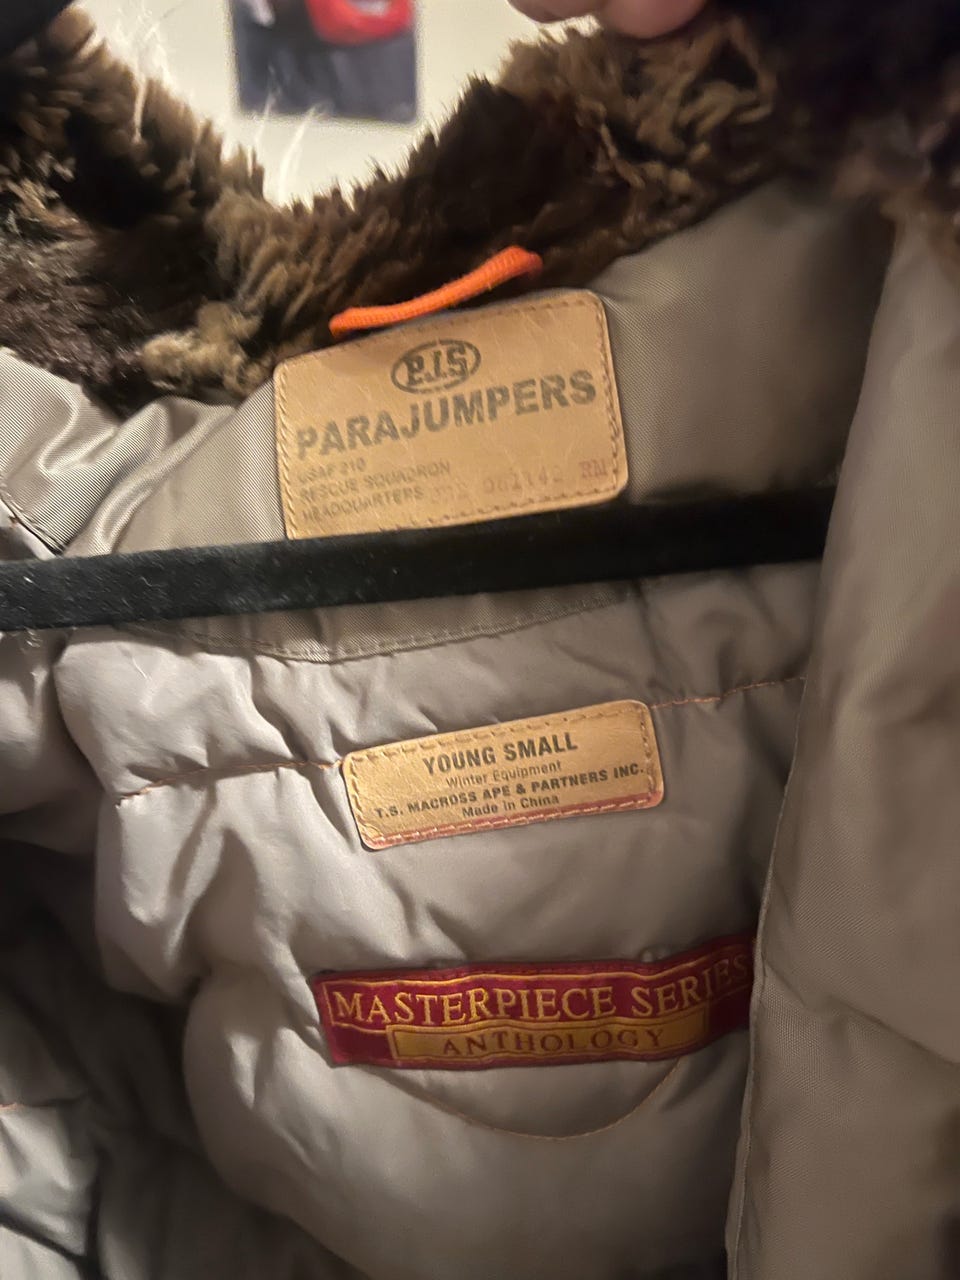 PJS
PARAJUMPERS
USAF 210
RESCUE SQUADRON
HEADQUARTERS
YOUNG SMALL
Winter Equipment
T.S. MACROSS APE & PARTNERS INC.
Made in China
MASTERPIECE SERIES
ANTHOLOGY